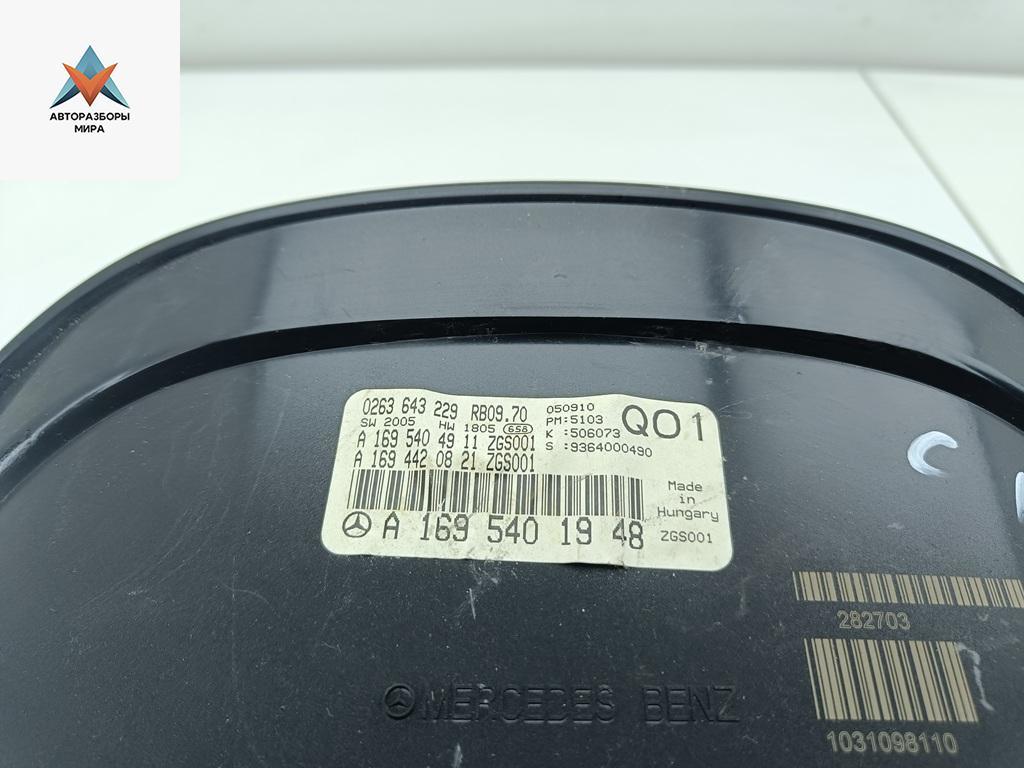 АВТОРАЗБОРЫ
МИРА
0263 643 229 RB09.70
SW 2005 HW 1805 658
A 169 540 49 11 ZGS001
A 169 442 08 21 ZGS001
050910
PM:5103
K :506073
S :9364000490
Q01
Made
in
Hungary
ZGS001
A 169 540 19 48
282703
MERCEDES BENZ
1031098110
C